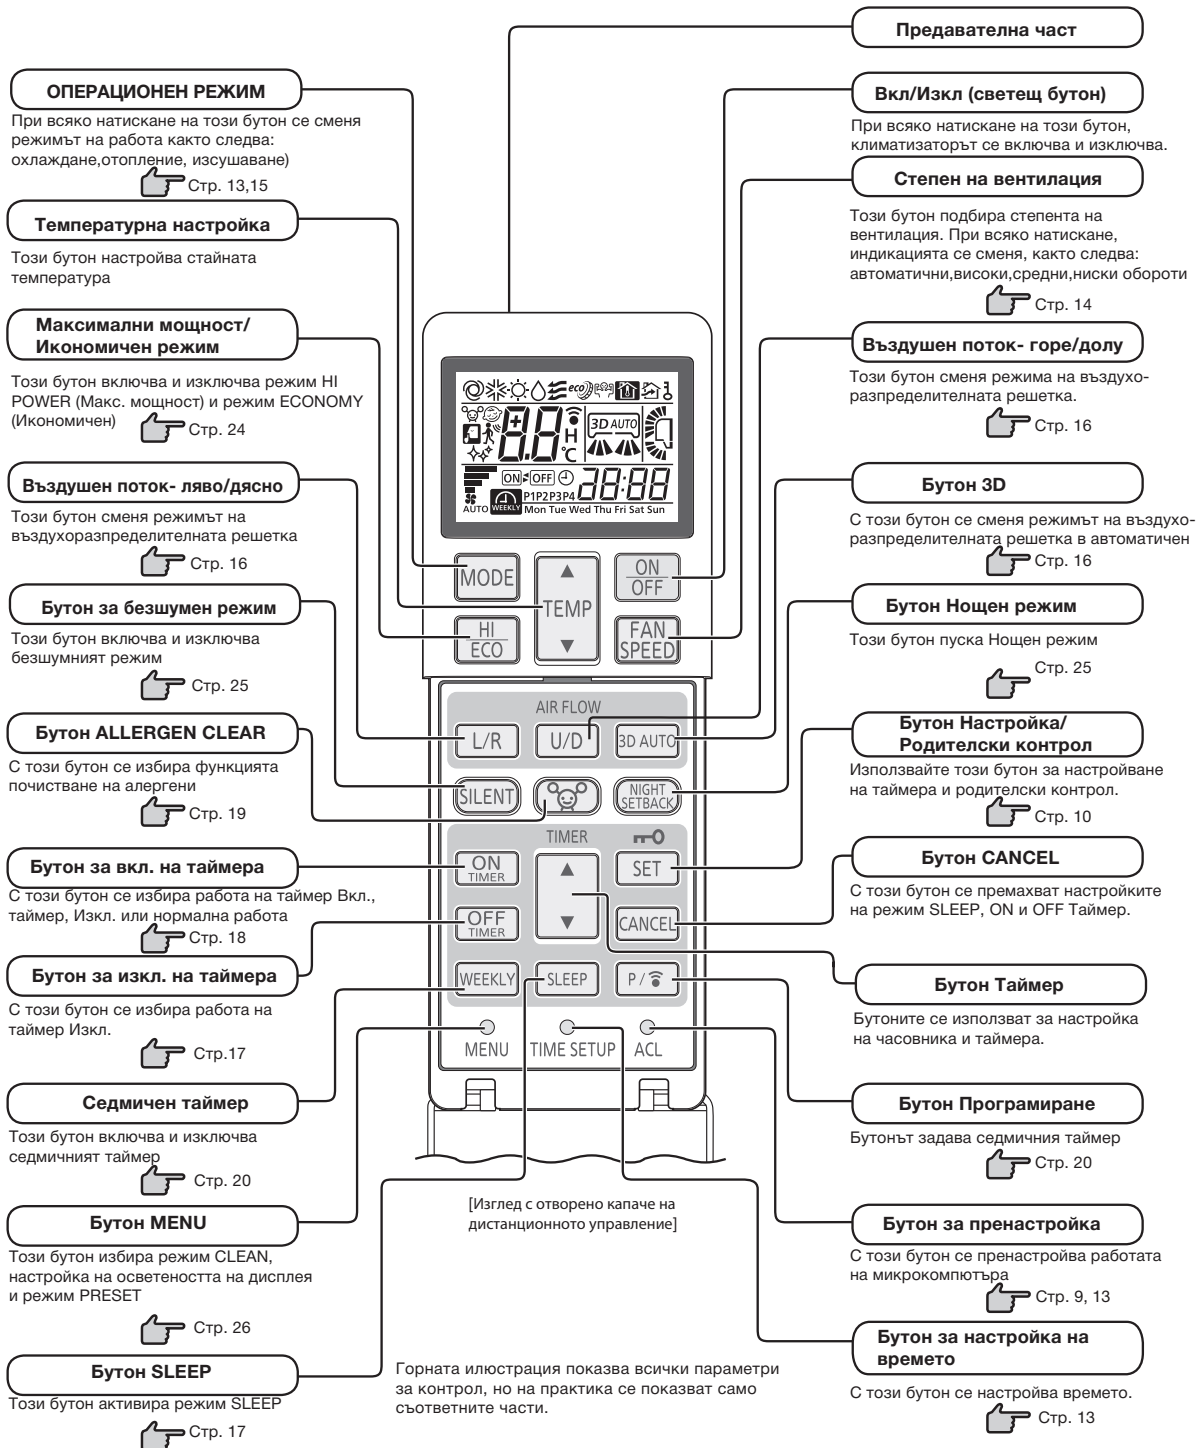 Предавателна част
ОПЕРАЦИОНЕН РЕЖИМ
При всяко натискане на този бутон се сменя
режимът на работа както следва:
охлаждане,отопление, изсушаване)
Стр. 13,15
Температурна настройка
Този бутон настройва стайната
температура
Максимални мощност/
Икономичен режим
Този бутон включва и изключва режим HI
POWER (Макс. мощност) и режим ECONOMY
(Икономичен)
Стр. 24
Въздушен поток- ляво/дясно
Този бутон сменя режимът на
въздухоразпределителната решетка
Стр. 16
Бутон за безшумен режим
Този бутон включва и изключва
безшумният режим
Стр. 25
Бутон ALLERGEN CLEAR
С този бутон се избира функцията
почистване на алергени
Стр. 19
Бутон за вкл. на таймера
С този бутон се избира работа на таймер Вкл.,
таймер, Изкл. или нормална работа
Стр. 18
Бутон за изкл. на таймера
С този бутон се избира работа на
таймер Изкл.
Стр.17
Седмичен таймер
Този бутон включва и изключва
седмичният таймер
Стр. 20
Бутон MENU
Този бутон избира режим CLEAN,
настройка на осветеността на дисплея
и режим PRESET
Стр. 26
Бутон SLEEP
Този бутон активира режим SLEEP
Стр. 17
eco
8.8
H
°C
3D AUTO
ON OFF
28:88
P1P2P3P4
AUTO WEEKLY Mon Tue Wed Thu Fri Sat Sun
MODE
TEMP
ON
OFF
HI
ECO
FAN
SPEED
AIR FLOW
L/R
U/D
3D AUTO
SILENT
NIGHT
SETBACK
TIMER
ON
TIMER
SET
OFF
TIMER
CANCEL
WEEKLY
SLEEP
P/
MENU
TIME SETUP
ACL
[Изглед с отворено капаче на
дистанционното управление]
Горната илюстрация показва всички параметри
за контрол, но на практика се показват само
съответните части.
Вкл/Изкл (светещ бутон)
При всяко натискане на този бутон,
климатизаторът се включва и изключва.
Степен на вентилация
Този бутон подбира степента на
вентилация. При всяко натискане,
индикацията се сменя, както следва:
автоматични,високи,средни,ниски обороти
Стр. 14
Въздушен поток- горе/долу
Този бутон сменя режима на въздухо-
разпределителната решетка.
Стр. 16
Бутон 3D
С този бутон се сменя режимът на въздухо-
разпределителната решетка в автоматичен
Стр. 16
Бутон Нощен режим
Този бутон пуска Нощен режим
Стр. 25
Бутон Настройка/
Родителски контрол
Използвайте този бутон за настройване
на таймера и родителски контрол.
Стр. 10
Бутон CANCEL
С този бутон се премахват настройките
на режим SLEEP, ON и OFF Таймер.
Бутон Таймер
Бутоните се използват за настройка
на часовника и таймера.
Бутон Програмиране
Бутонът задава седмичния таймер
Стр. 20
Бутон за пренастройка
С този бутон се пренастройва работата
на микрокомпютъра
Стр. 9, 13
Бутон за настройка на
времето
С този бутон се настройва времето.
Стр. 13